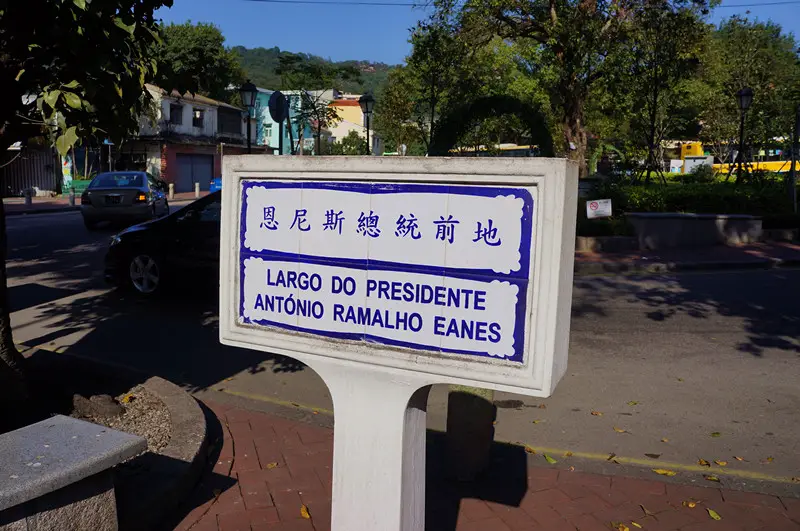 恩尼斯總統前地
LARGO DO PRESIDENTE
ANTÓNIO RAMALHO EANES